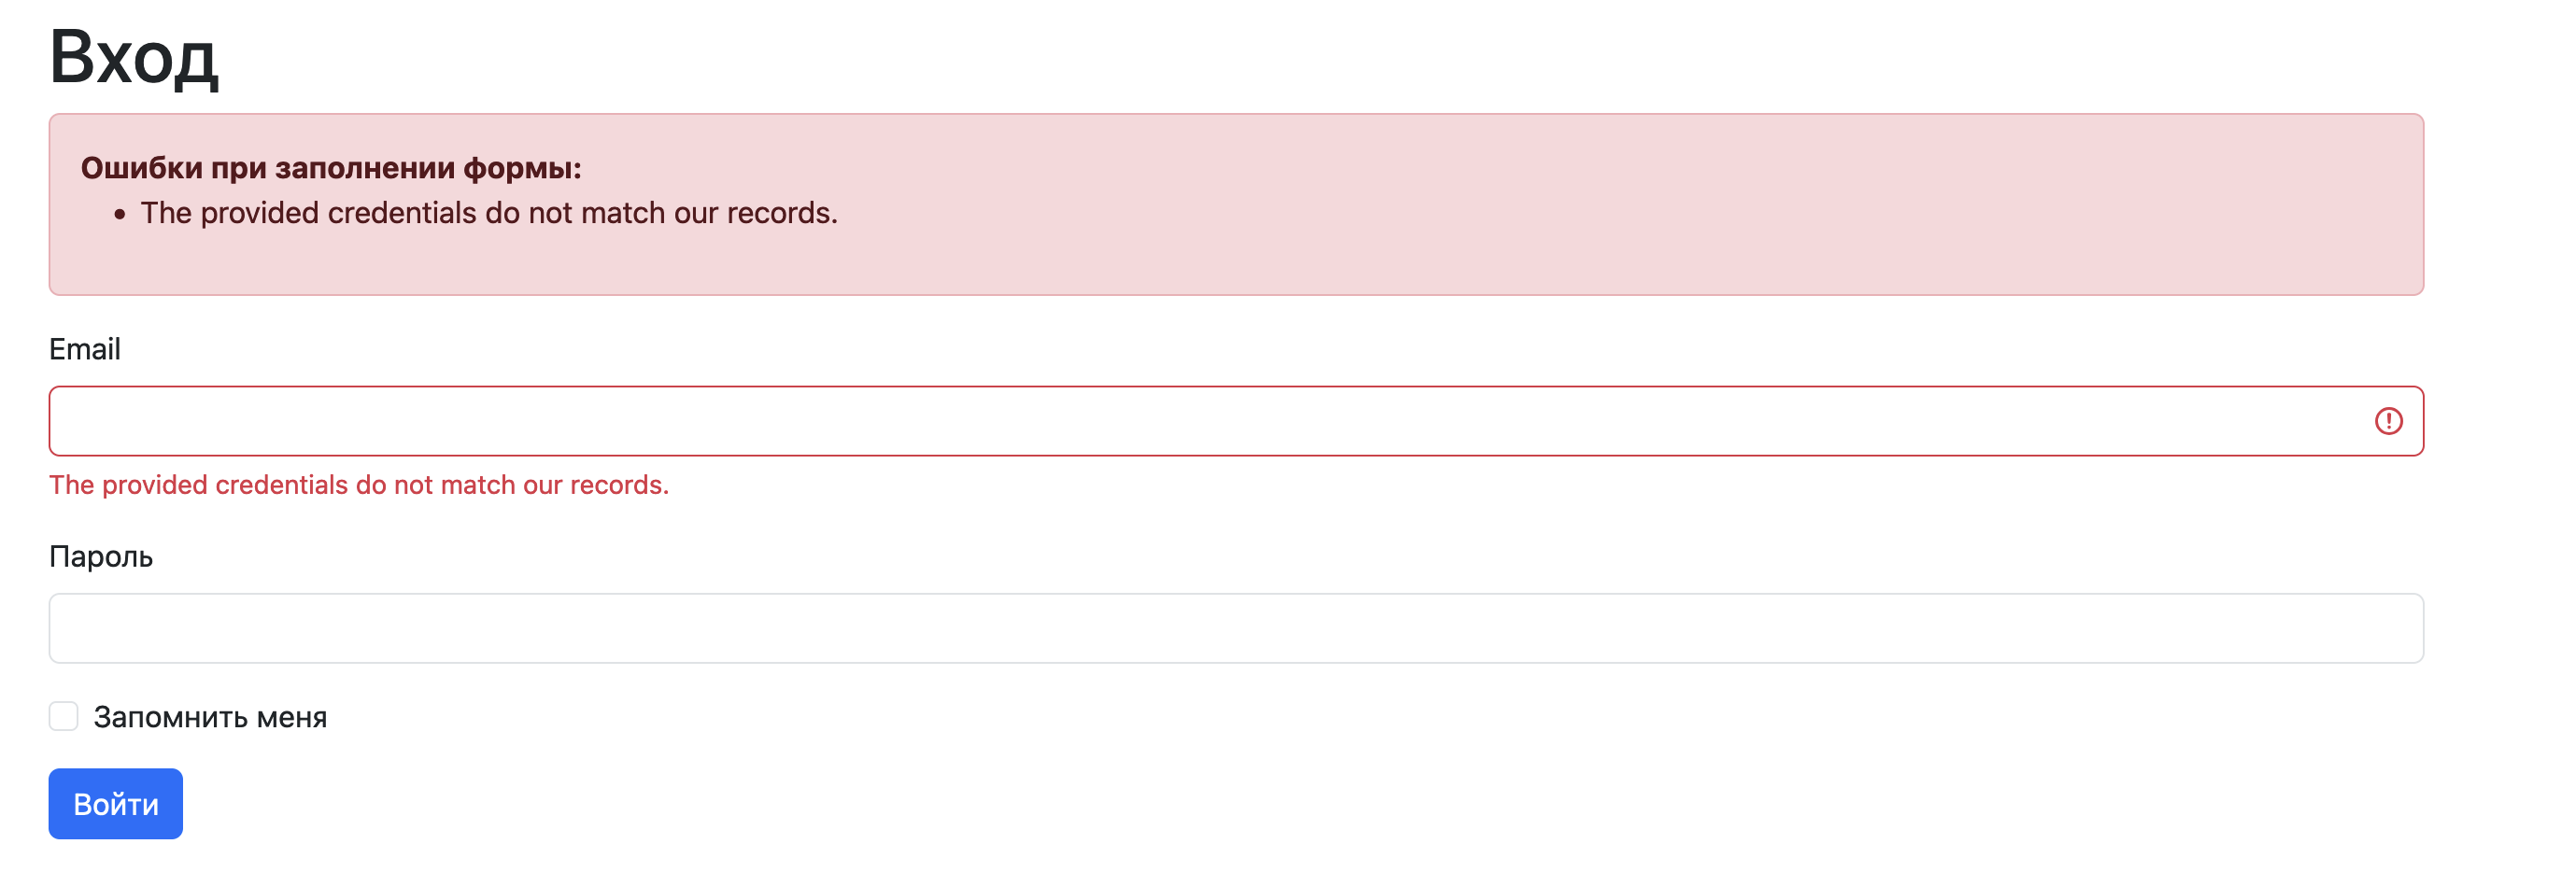 Вход
Ошибки при заполнении формы:
The provided credentials do not match our records.
Email
The provided credentials do not match our records.
Пароль
Запомнить меня
Войти